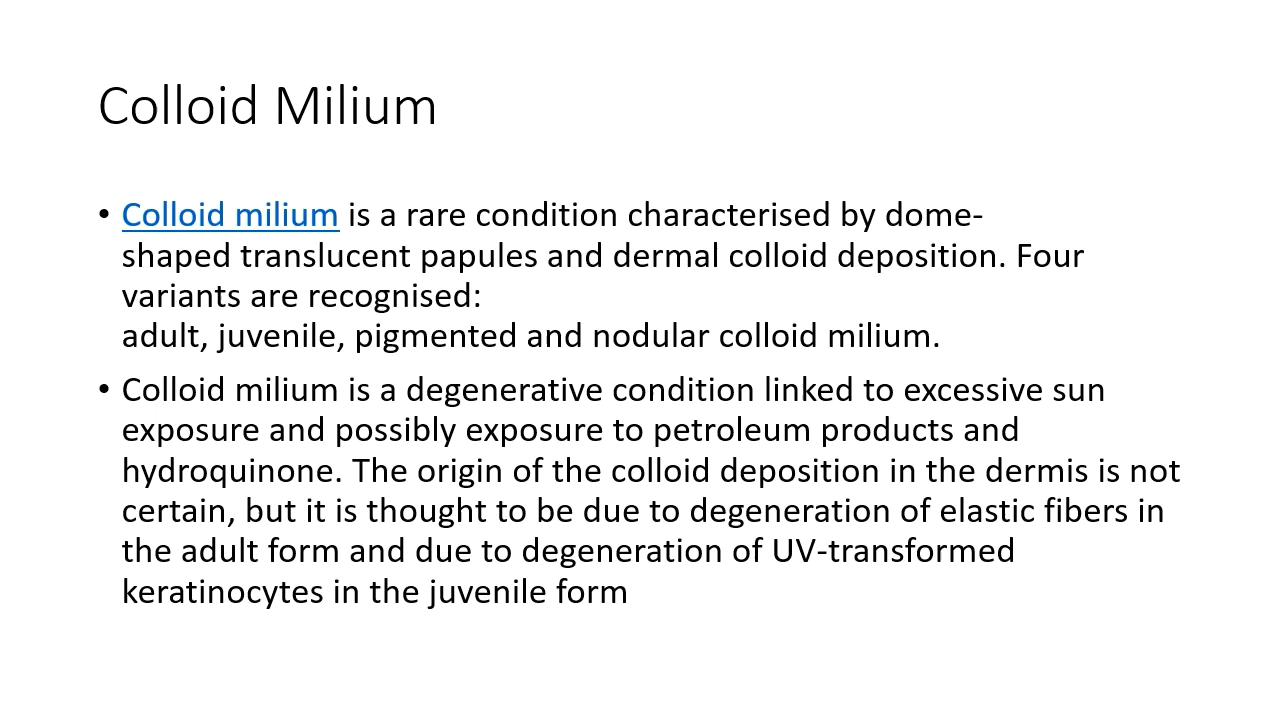 Colloid Milium
• Colloid milium is a rare condition characterised by dome-
shaped translucent papules and dermal colloid deposition. Four
variants are recognised:
adult, juvenile, pigmented and nodular colloid milium.
• Colloid milium is a degenerative condition linked to excessive sun
exposure and possibly exposure to petroleum products and
hydroquinone. The origin of the colloid deposition in the dermis is not
certain, but it is thought to be due to degeneration of elastic fibers in
the adult form and due to degeneration of UV-transformed
keratinocytes in the juvenile form